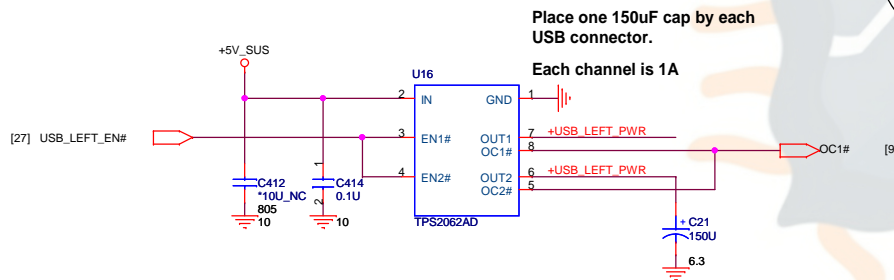 Place one 150uF cap by each
USB connector.
Each channel is 1A
+5V_SUS
U16
2 IN GND 1
[27] USB_LEFT_EN# 3 EN1# OUT1 7 +USB_LEFT_PWR
OC1# 8 OC1# [9
4 EN2# OUT2 6 +USB_LEFT_PWR
OC2# 5
TPS2062AD
C412
*10U_NC
805
10
1
C414
0.1U
2
10
+ C21
150U
6.3